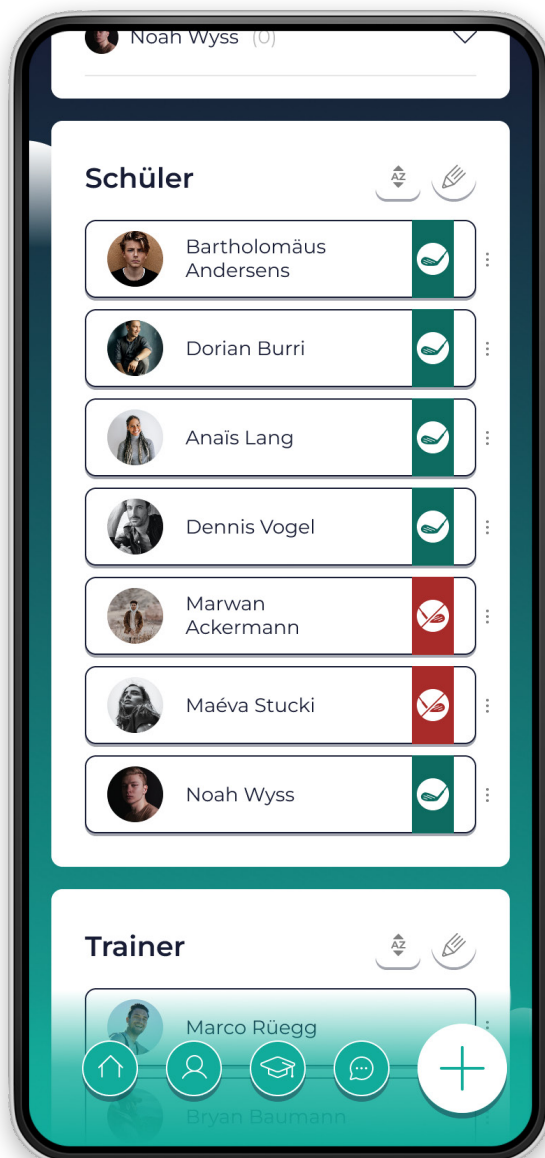 Noah Wyss (0)
Schüler
AZ
Bartholomäus
Andersens
Dorian Burri
Anaïs Lang
Dennis Vogel
Marwan
Ackermann
Maéva Stucki
Noah Wyss
Trainer
AZ
Marco Rüegg
Bryan Baumann